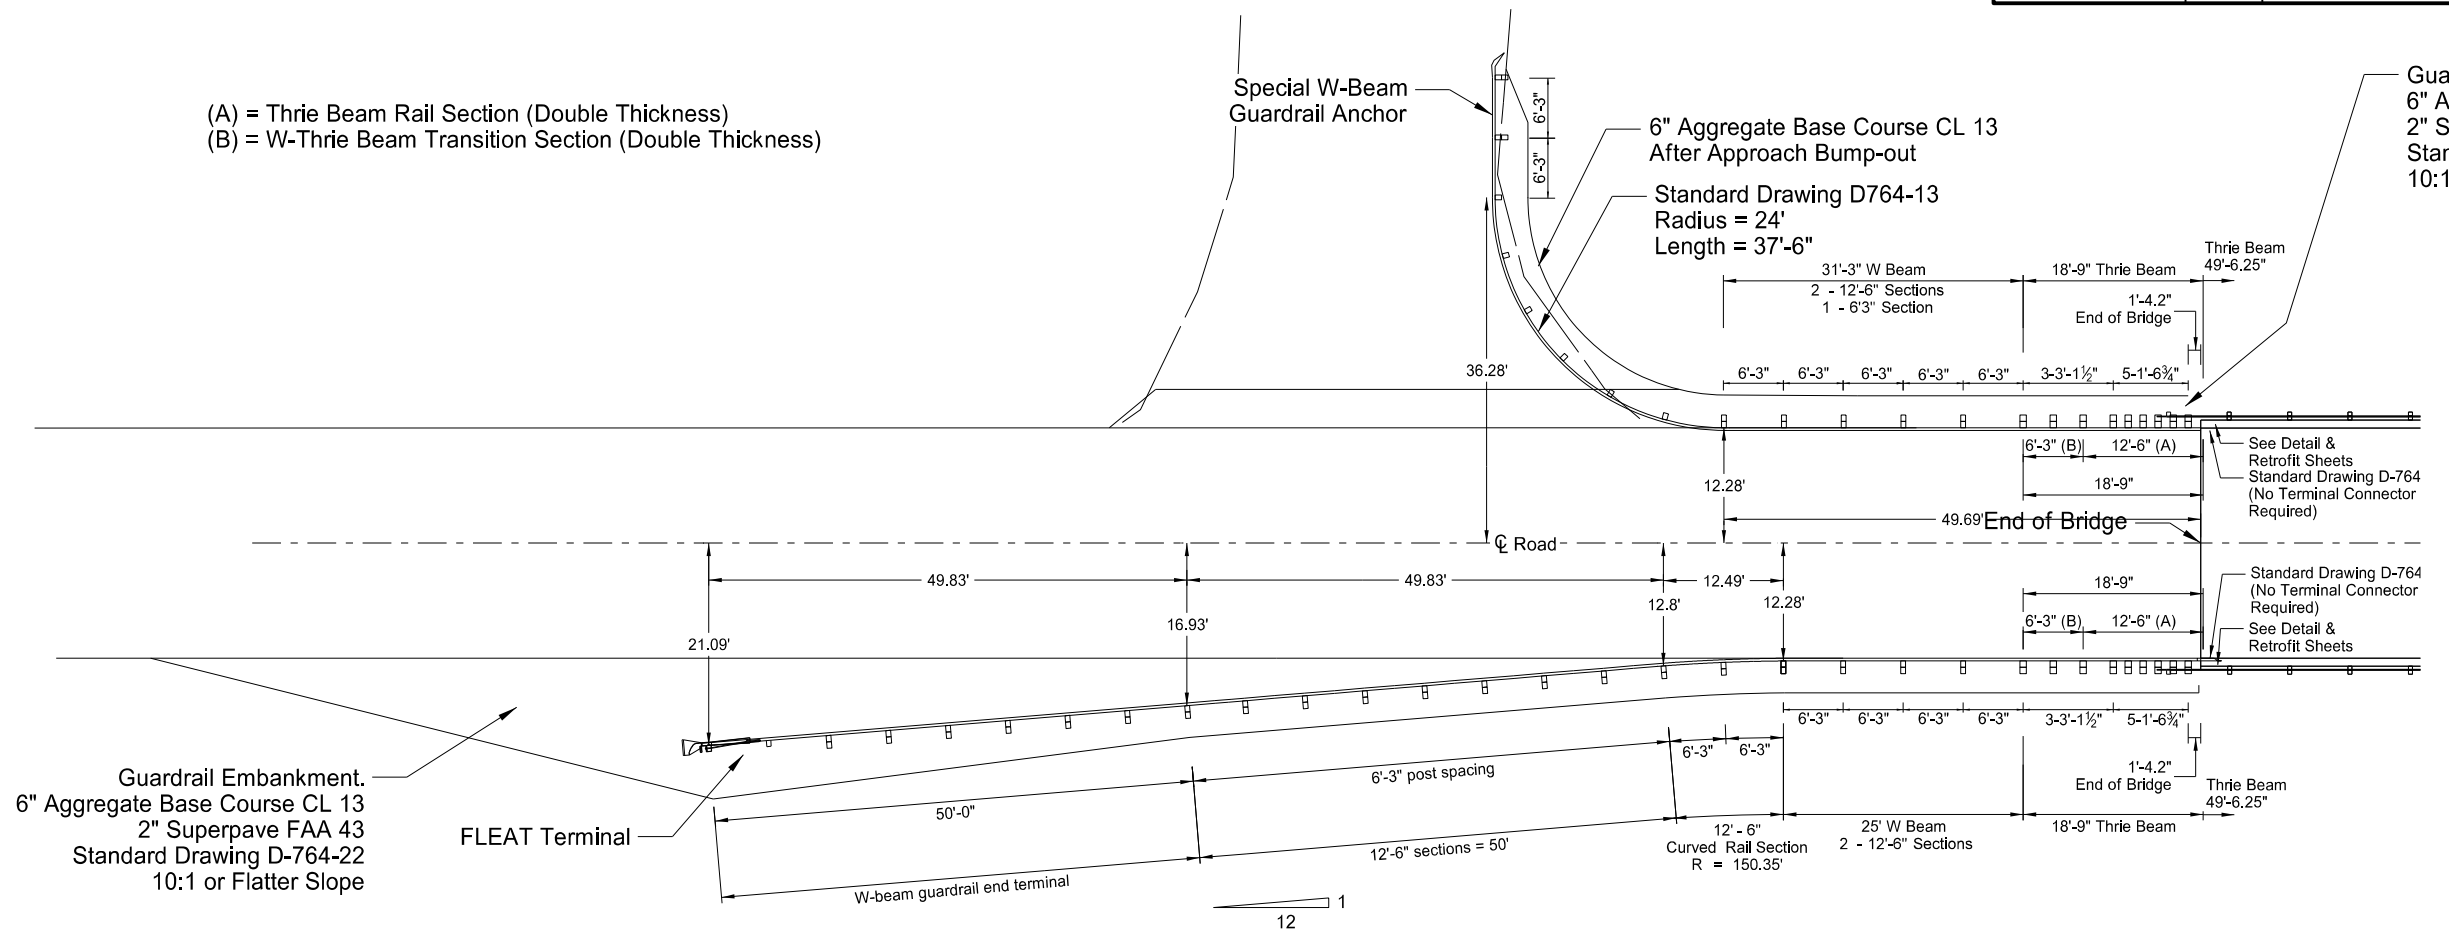 (A) = Thrie Beam Rail Section (Double Thickness)
(B) = W-Thrie Beam Transition Section (Double Thickness)
Special W-Beam
Guardrail Anchor
6'-3"
6'-3"
6" Aggregate Base Course CL 13
After Approach Bump-out
Standard Drawing D764-13
Radius = 24'
Length = 37'-6"
Gua
6" A
2" S
Stan
10:1
31'-3" W Beam
2 - 12'-6" Sections
1 - 6'3" Section
18'-9" Thrie Beam
Thrie Beam
49'-6.25"
1'-4.2"
End of Bridge
36.28'
6'-3"
6'-3"
6'-3"
6'-3"
6'-3"
3-3'-1½"
5-1'-6¾"
6'-3" (B)
12'-6" (A)
18'-9"
See Detail &
Retrofit Sheets
Standard Drawing D-764
(No Terminal Connector
Required)
12.28'
49.69'
End of Bridge
℄ Road
49.83'
49.83'
12.49'
21.09'
16.93'
12.8'
12.28'
18'-9"
6'-3" (B)
12'-6" (A)
Standard Drawing D-764
(No Terminal Connector
Required)
See Detail &
Retrofit Sheets
6'-3"
6'-3"
6'-3"
6'-3"
3-3'-1½"
5-1'-6¾"
6'-3"
6'-3"
1'-4.2"
End of Bridge
Thrie Beam
49'-6.25"
Guardrail Embankment.
6" Aggregate Base Course CL 13
2" Superpave FAA 43
Standard Drawing D-764-22
10:1 or Flatter Slope
FLEAT Terminal
50'-0"
6'-3" post spacing
W-beam guardrail end terminal
12'-6" sections = 50'
12' - 6"
Curved Rail Section
R = 150.35'
25' W Beam
2 - 12'-6" Sections
18'-9" Thrie Beam
1
12